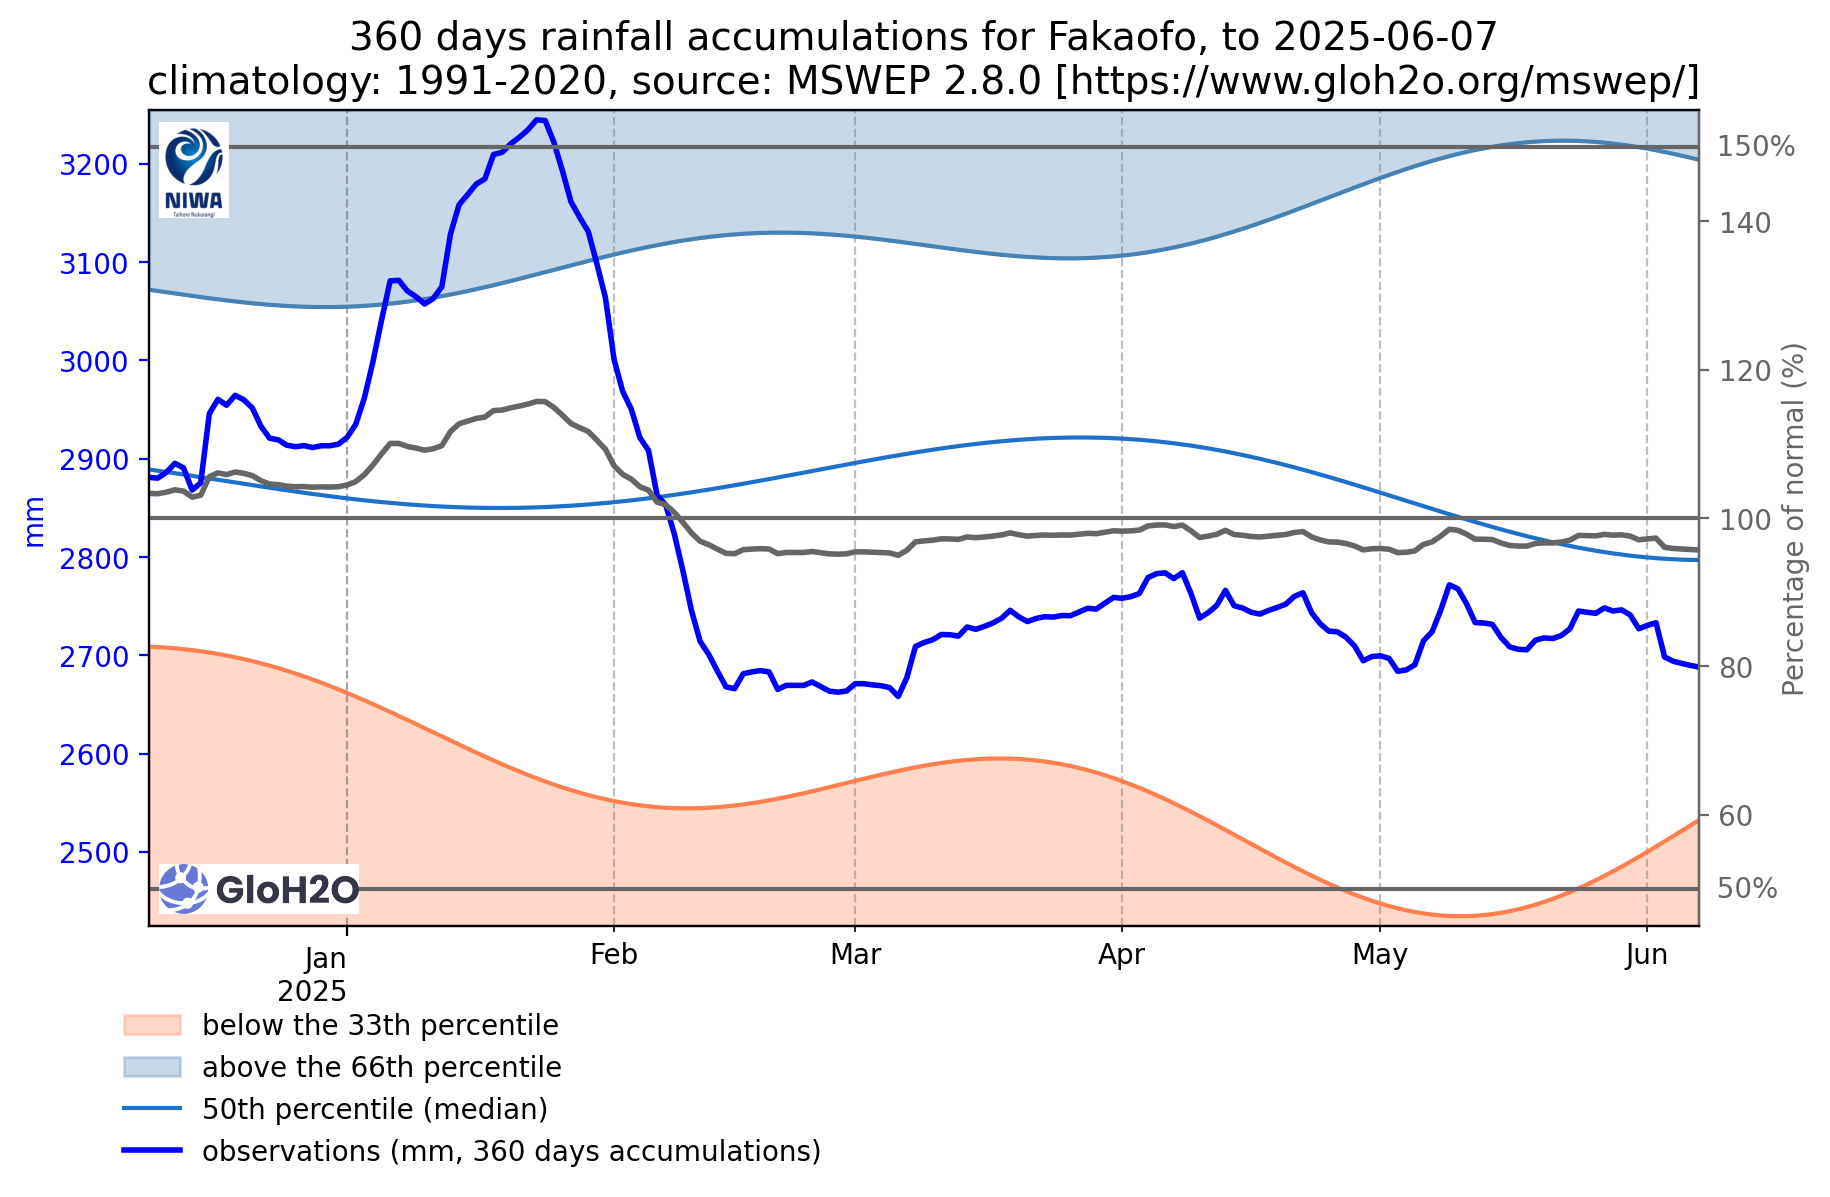 360 days rainfall accumulations for Fakaofo, to 2025-06-07
climatology: 1991-2020, source: MSWEP 2.8.0 [https://www.gloh2o.org/mswep/]
NIWA
Taihoro Nukurangi
3200
3100
3000
2900
2800
2700
2600
2500
mm
150%
140
120
100
80
60
50%
Percentage of normal (%)
GloH2O
Jan
2025
Feb
Mar
Apr
May
Jun
below the 33th percentile
above the 66th percentile
50th percentile (median)
observations (mm, 360 days accumulations)